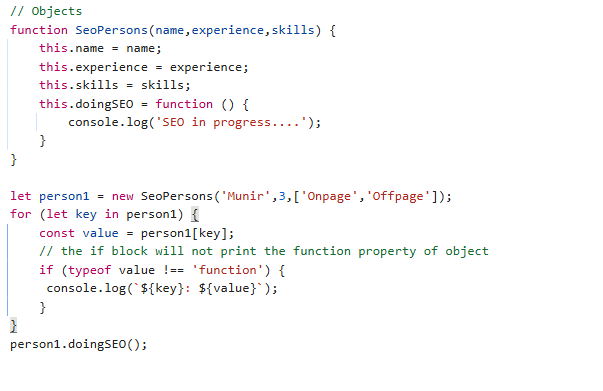 // Objects
function SeoPersons(name,experience,skills) {
    this.name = name;
    this.experience = experience;
    this.skills = skills;
    this.doingSEO = function () {
        console.log('SEO in progress....');
    }
}

let person1 = new SeoPersons('Munir',3,['Onpage','Offpage']);
for (let key in person1) {
    const value = person1[key];
    // the if block will not print the function property of object
    if (typeof value !== 'function') {
     console.log(`${key}: ${value}`);
    }
}
person1.doingSEO();